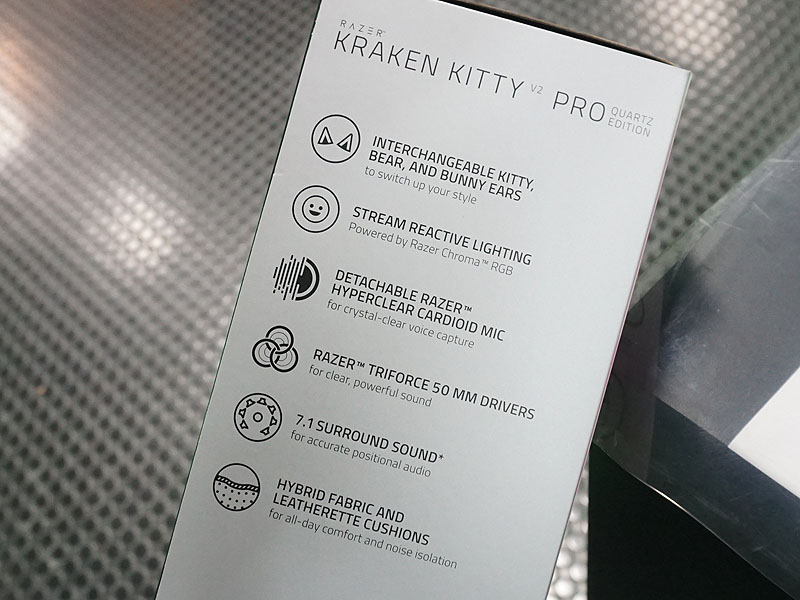 RAZER™
KRAKEN KITTY V2 PRO QUARTZ EDITION
INTERCHANGEABLE KITTY,
BEAR, AND BUNNY EARS
to switch up your style
STREAM REACTIVE LIGHTING
Powered by Razer Chroma™ RGB
DETACHABLE RAZER™
HYPERCLEAR CARDIOID MIC
for crystal-clear voice capture
RAZER™ TRIFORCE 50 MM DRIVERS
for clear, powerful sound
7.1 SURROUND SOUND*
for accurate positional audio
HYBRID FABRIC AND
LEATHERETTE CUSHIONS
for all-day comfort and noise isolation